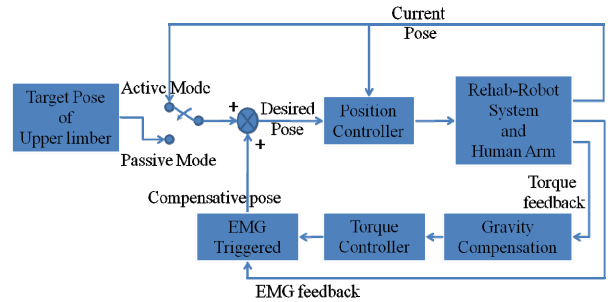 Current
Pose
Active Mode
Target Pose
of
Upper limber
Passive Mode
+
+
Desired
Pose
Position
Controller
Rehab-Robot
System
and
Human Arm
Torque
feedback
Compensative pose
EMG
Triggered
Torque
Controller
Gravity
Compensation
EMG feedback